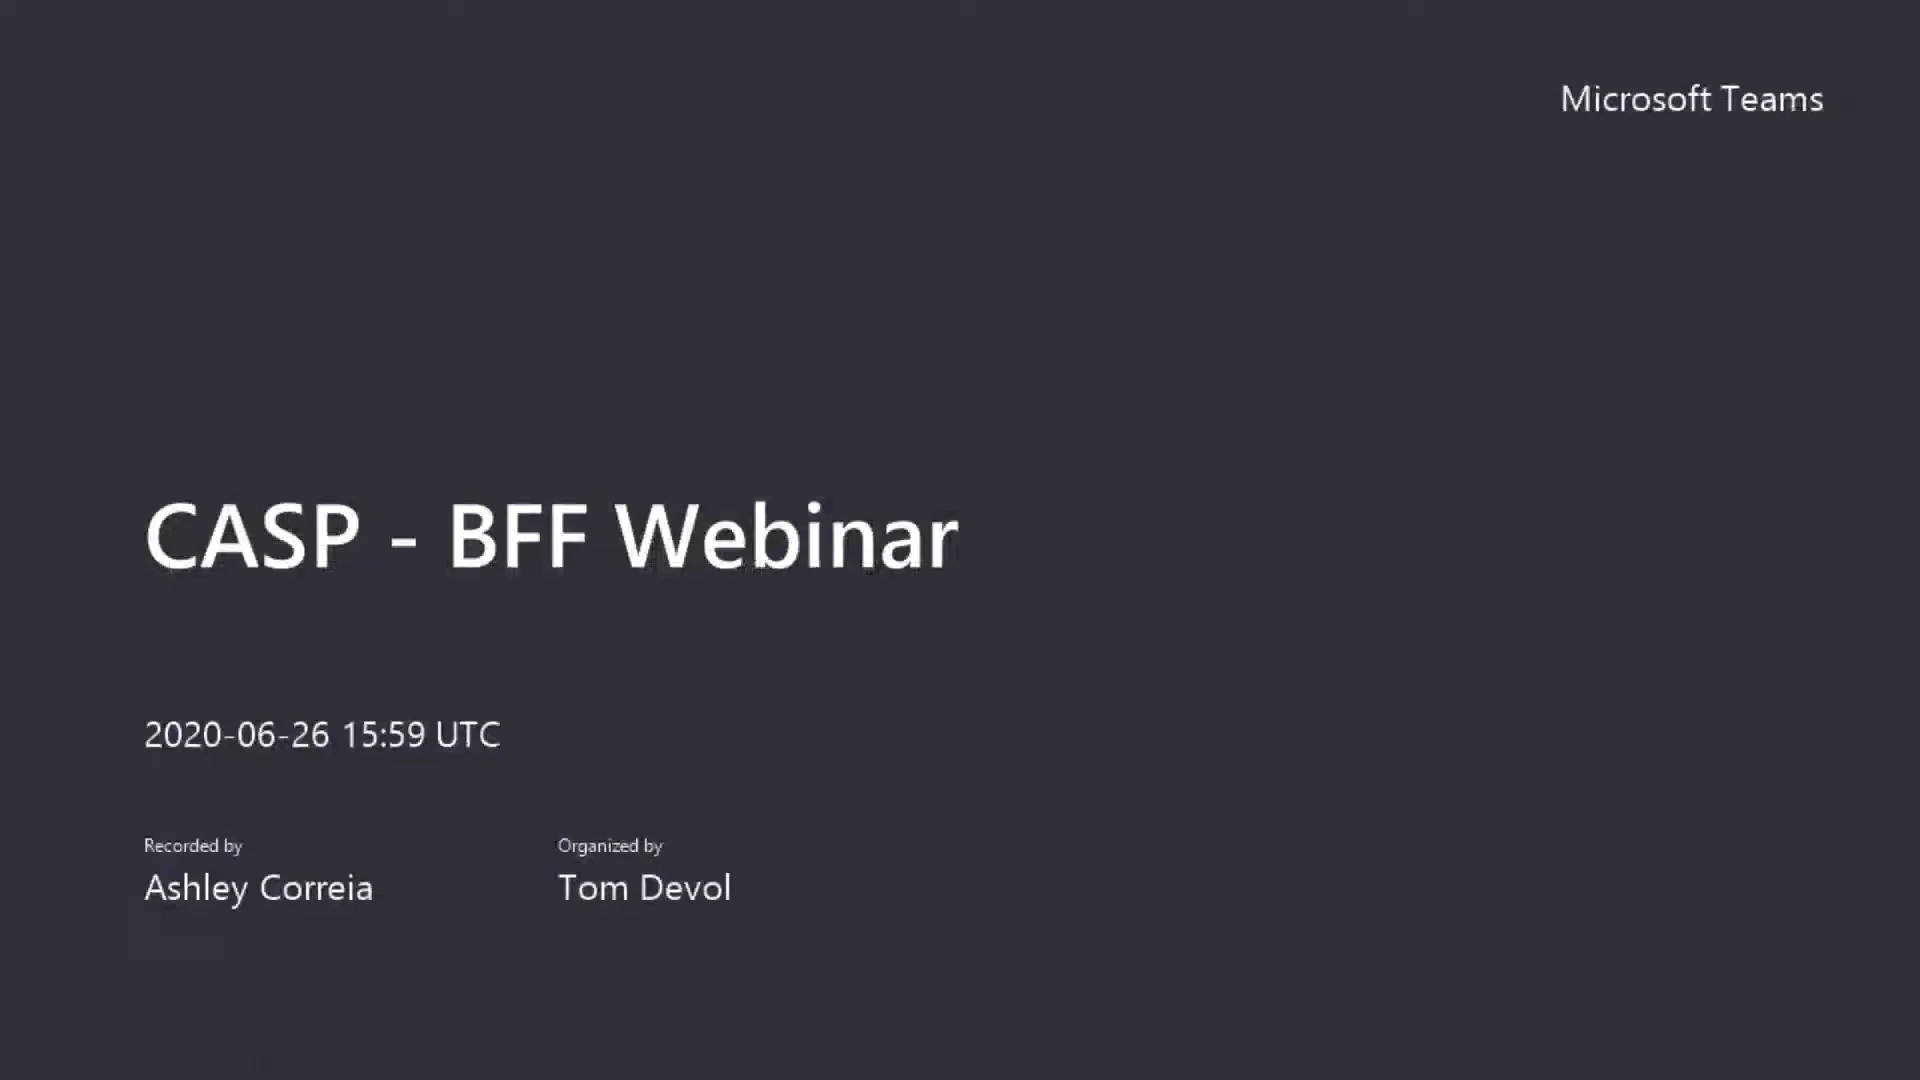 Microsoft Teams
CASP - BFF Webinar
2020-06-26 15:59 UTC
Recorded by
Ashley Correia
Organized by
Tom Devol